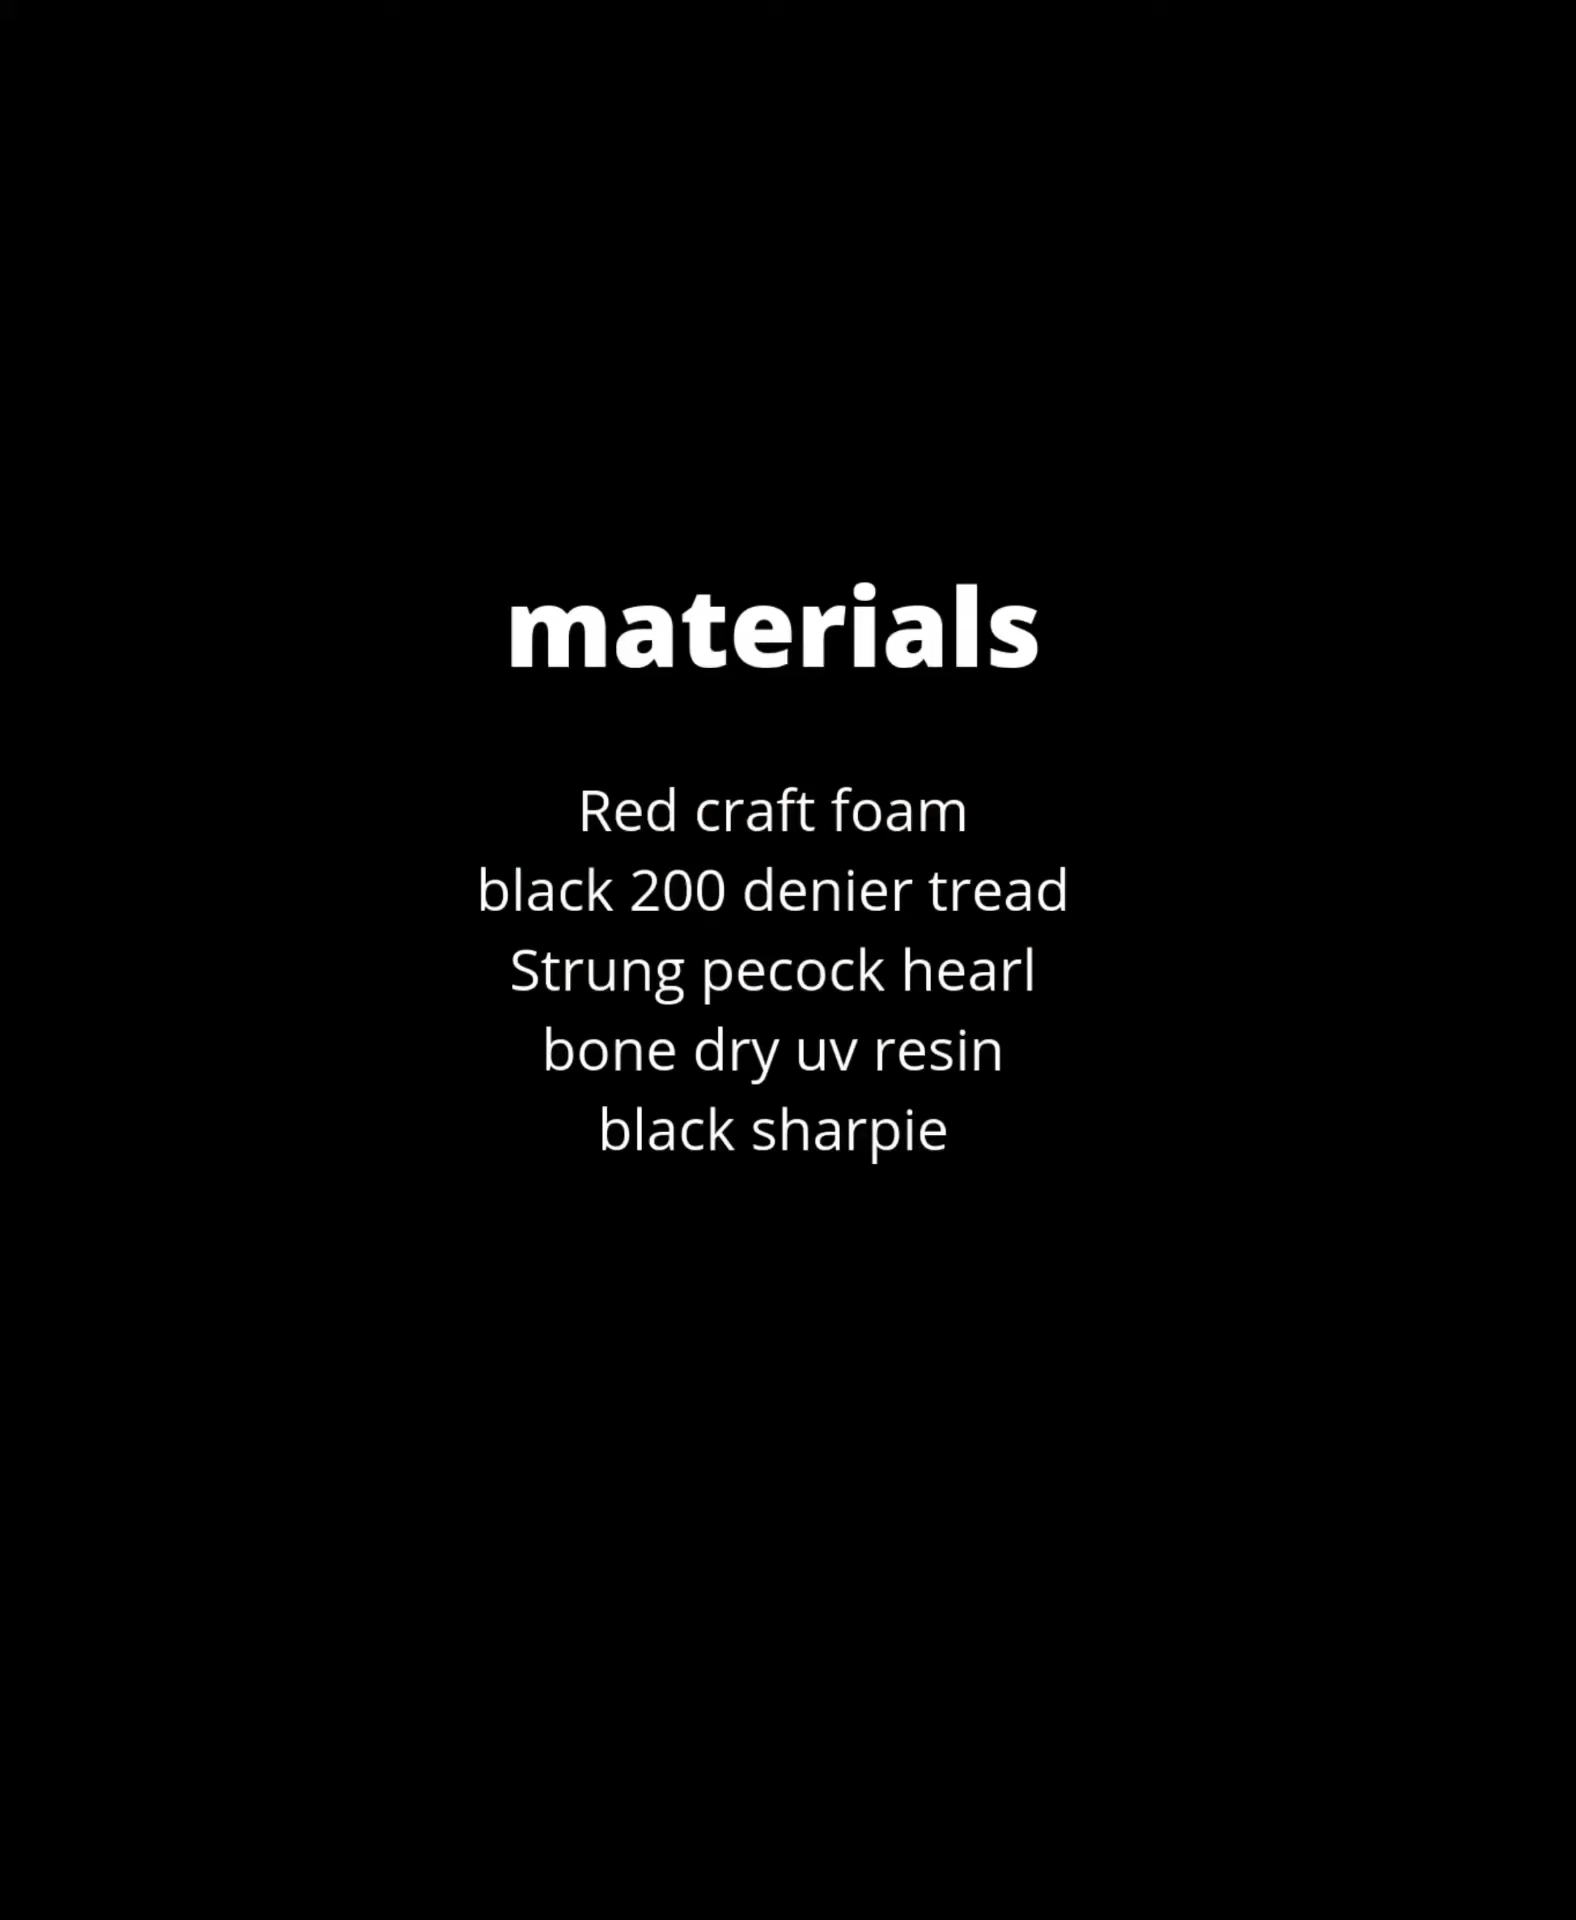 materials
Red craft foam
black 200 denier tread
Strung pecock hearl
bone dry uv resin
black sharpie